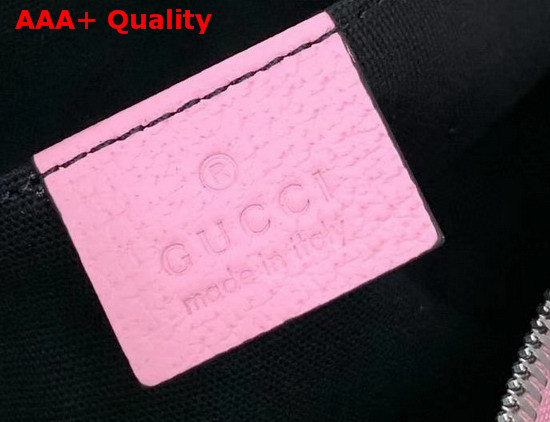 AAA+ Quality
®
GUCCI
made in italy